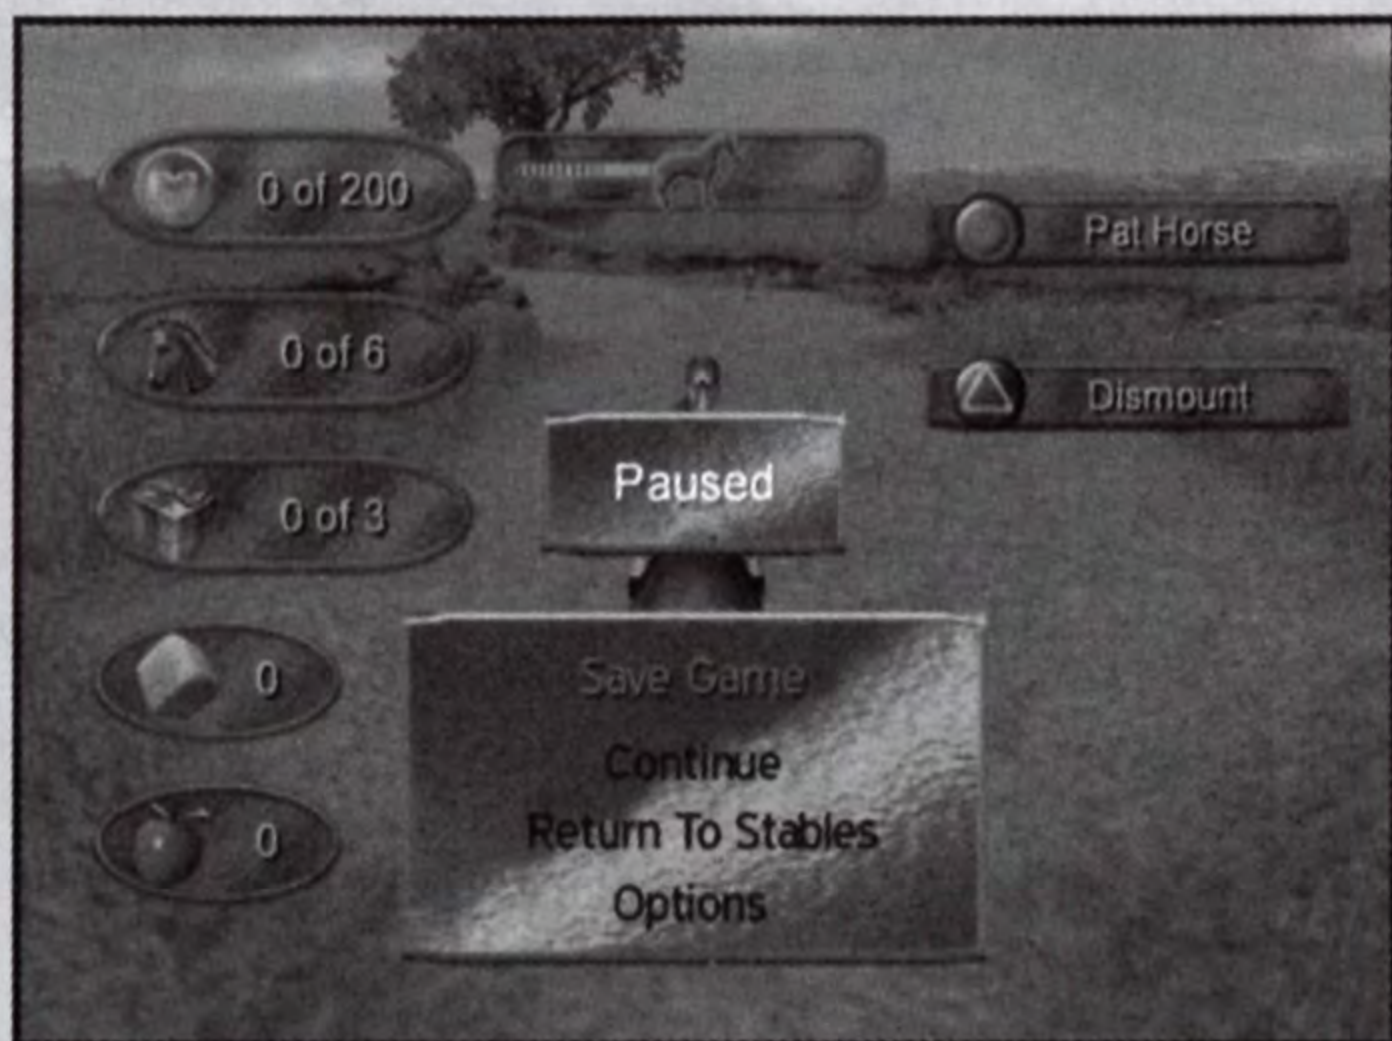 0 of 200
0 of 6
0 of 3
0
0
Pat Horse
Dismount
Paused
Save Game
Continue
Return To Stables
Options